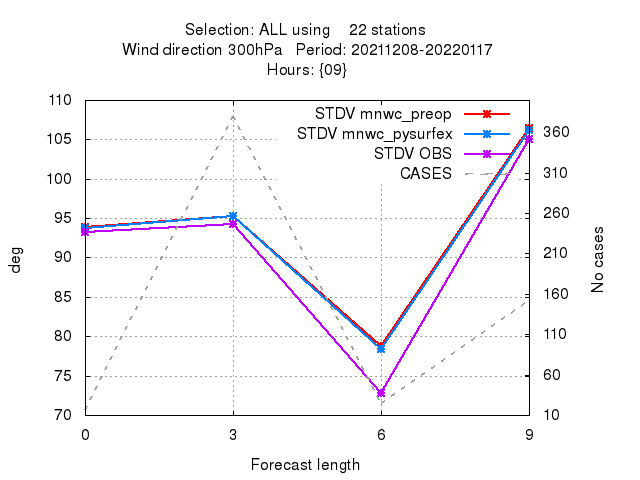 Selection: ALL using    22 stations
Wind direction 300hPa   Period: 20211208-20220117
Hours: {09}
STDV mnwc_preop
STDV mnwc_pysurfex
STDV OBS
CASES
110
105
100
95
90
85
80
75
70
deg
360
310
260
210
160
110
60
10
No cases
0 3 6 9
Forecast length